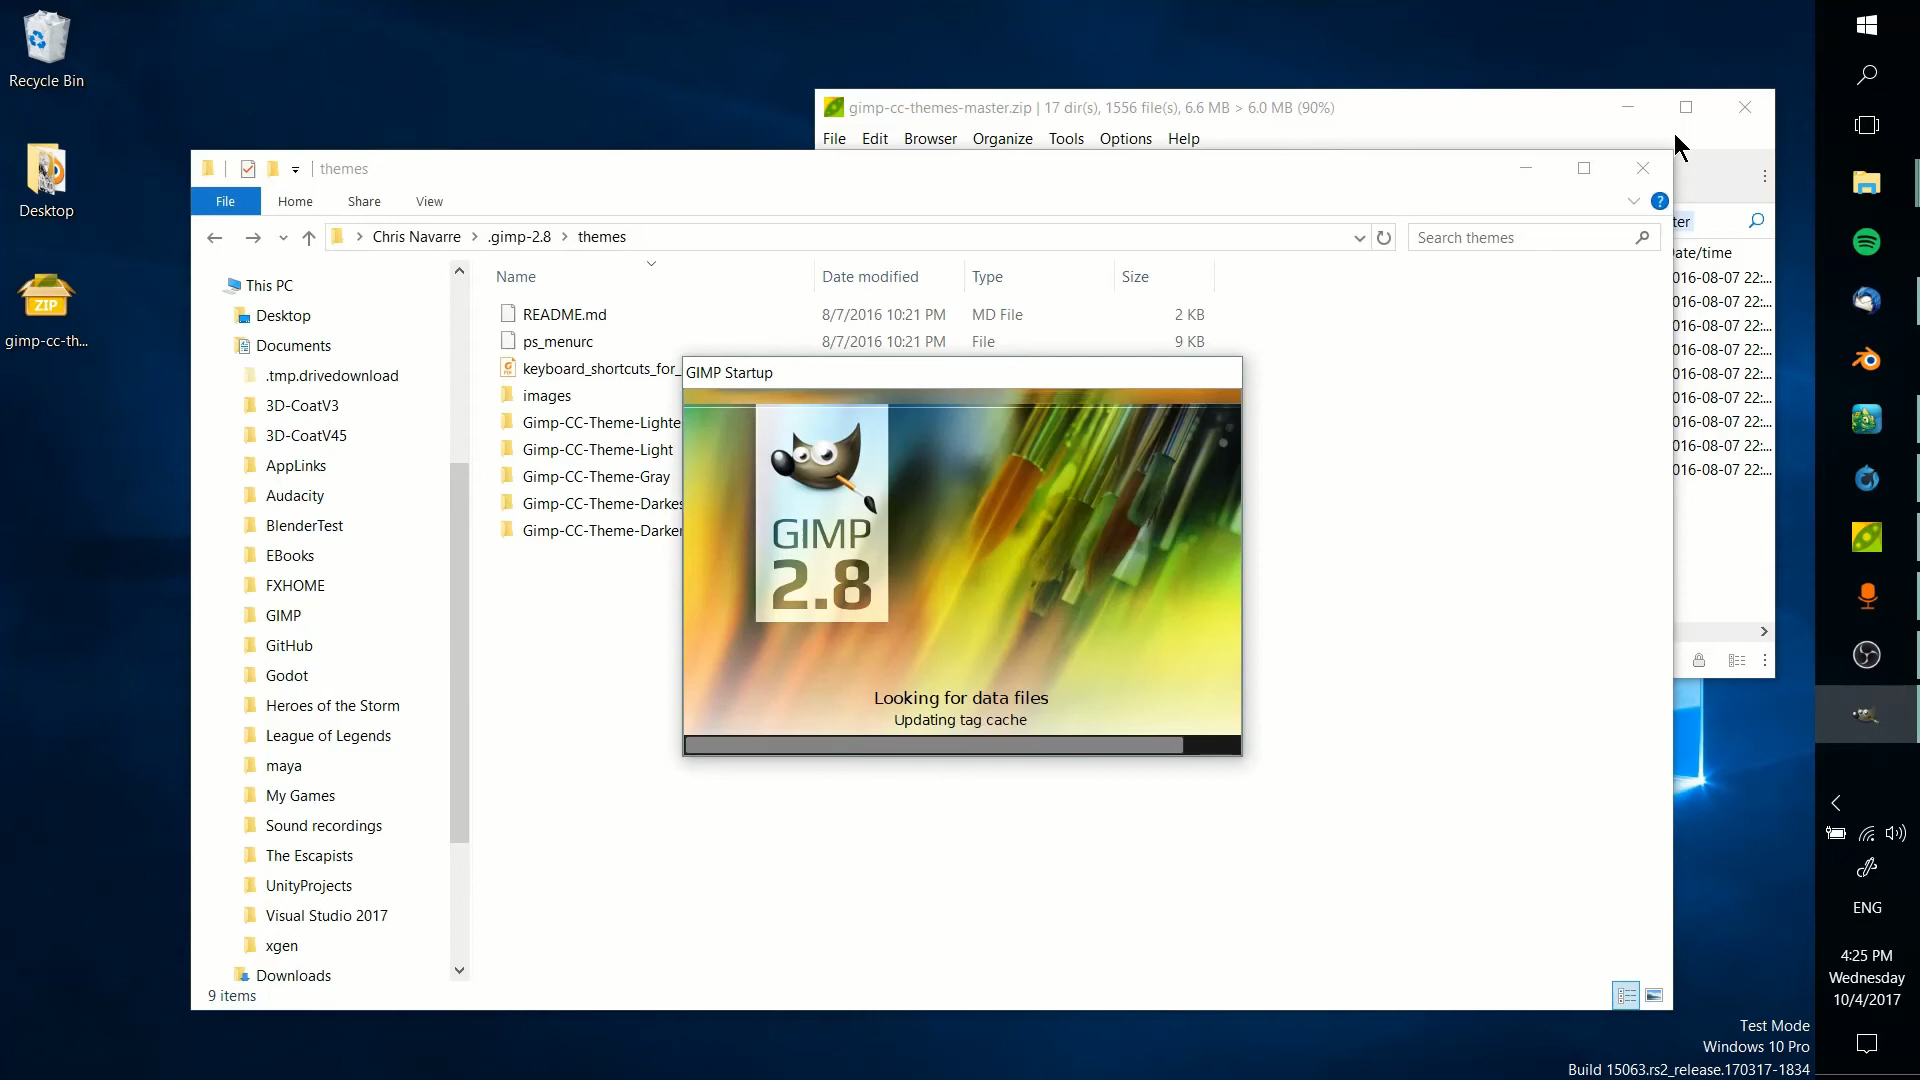 Recycle Bin
Desktop
gimp-cc-th...
gimp-cc-themes-master.zip | 17 dir(s), 1556 file(s), 6.6 MB > 6.0 MB (90%)
File Edit Browser Organize Tools Options Help
themes
File Home Share View
Chris Navarre > .gimp-2.8 > themes
Search themes
Name Date modified Type Size
This PC
Desktop
Documents
.tmp.drivedownload
3D-CoatV3
3D-CoatV45
AppLinks
Audacity
BlenderTest
EBooks
FXHOME
GIMP
GitHub
Godot
Heroes of the Storm
League of Legends
maya
My Games
Sound recordings
The Escapists
UnityProjects
Visual Studio 2017
xgen
Downloads
9 items
README.md 8/7/2016 10:21 PM MD File 2 KB
ps_menurc 8/7/2016 10:21 PM File 9 KB
keyboard_shortcuts_for_
images
Gimp-CC-Theme-Lighte
Gimp-CC-Theme-Light
Gimp-CC-Theme-Gray
Gimp-CC-Theme-Darkes
Gimp-CC-Theme-Darker
GIMP Startup
GIMP
2.8
Looking for data files
Updating tag cache
ter
ate/time
016-08-07 22:...
016-08-07 22:...
016-08-07 22:...
016-08-07 22:...
016-08-07 22:...
016-08-07 22:...
016-08-07 22:...
016-08-07 22:...
016-08-07 22:...
ZIP
ENG
4:25 PM
Wednesday
10/4/2017
Test Mode
Windows 10 Pro
Build 15063.rs2_release.170317-1834